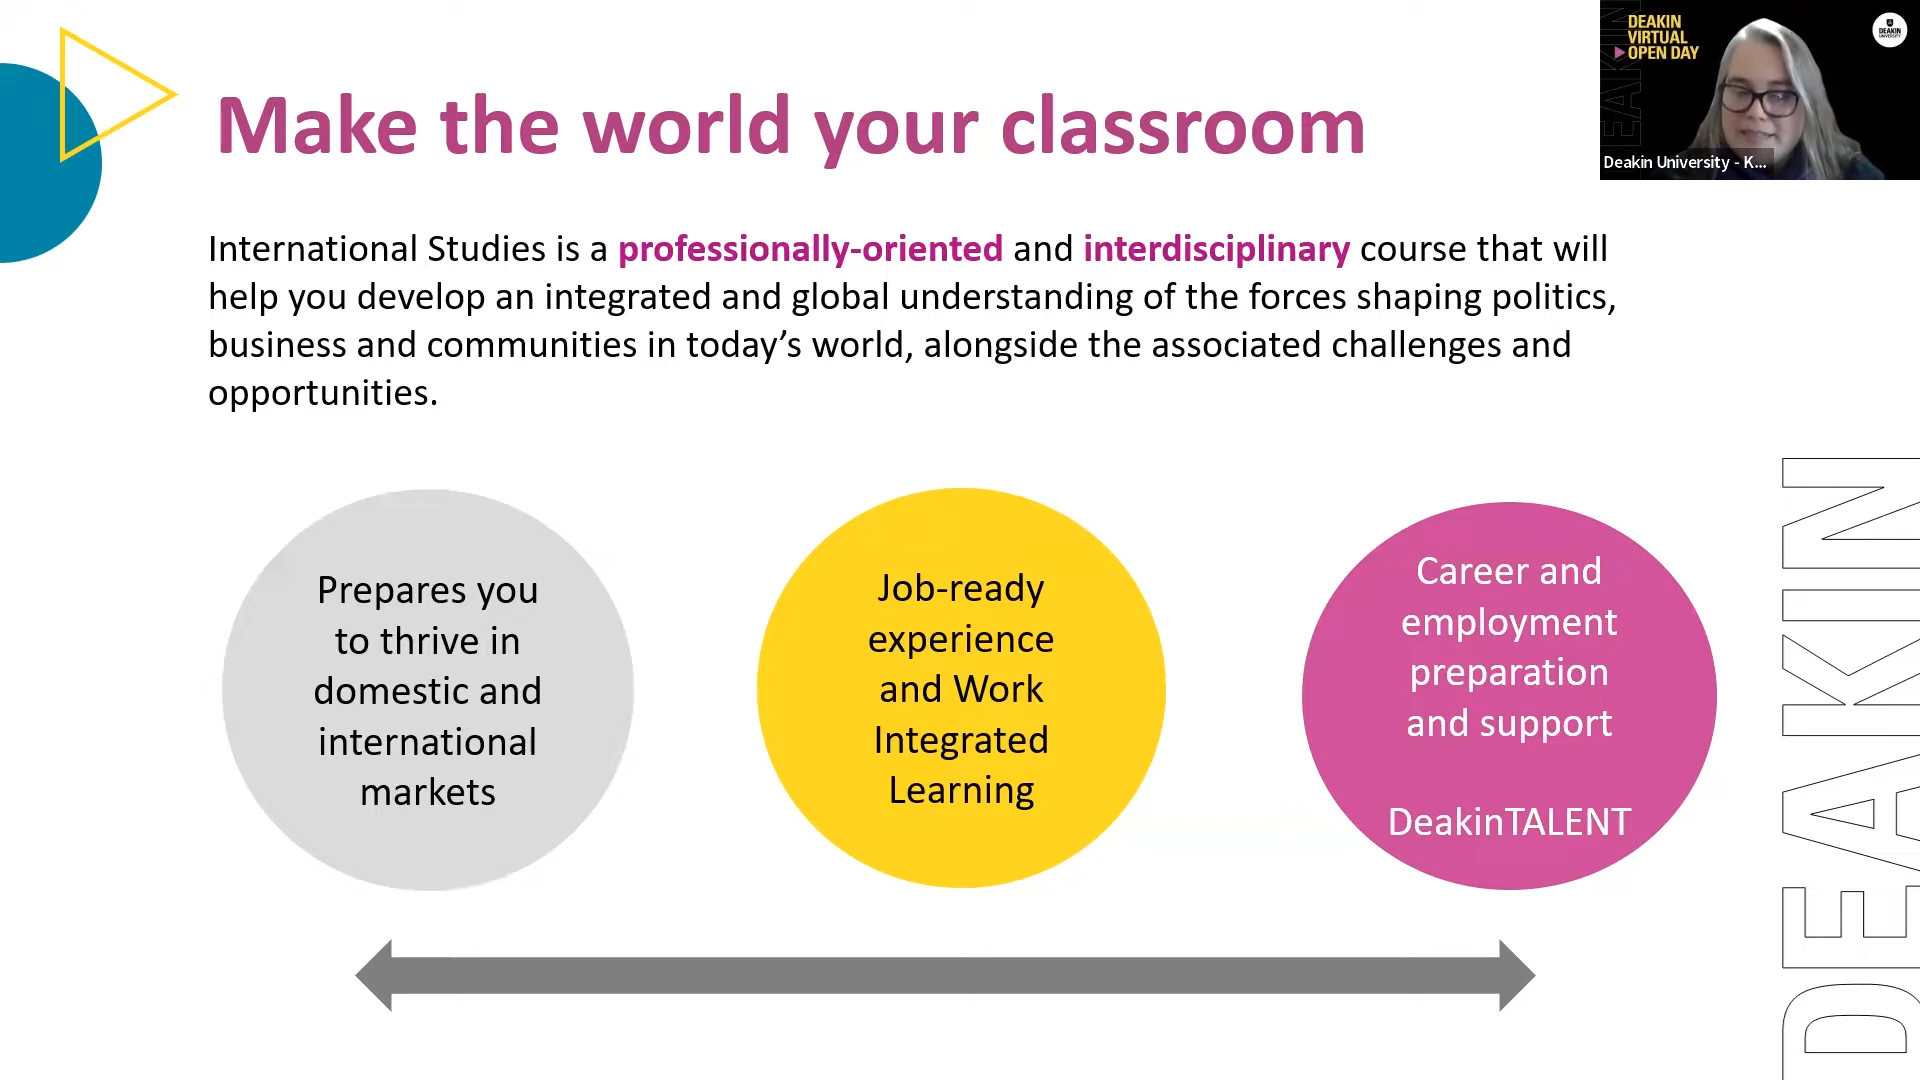 Make the world your classroom
International Studies is a professionally-oriented and interdisciplinary course that will
help you develop an integrated and global understanding of the forces shaping politics,
business and communities in today’s world, alongside the associated challenges and
opportunities.
Prepares you
to thrive in
domestic and
international
markets
Job-ready
experience
and Work
Integrated
Learning
Career and
employment
preparation
and support
DeakinTALENT
DEAKIN
DEAKIN
VIRTUAL
OPEN DAY
DEAKIN
UNIVERSITY
Deakin University - K...